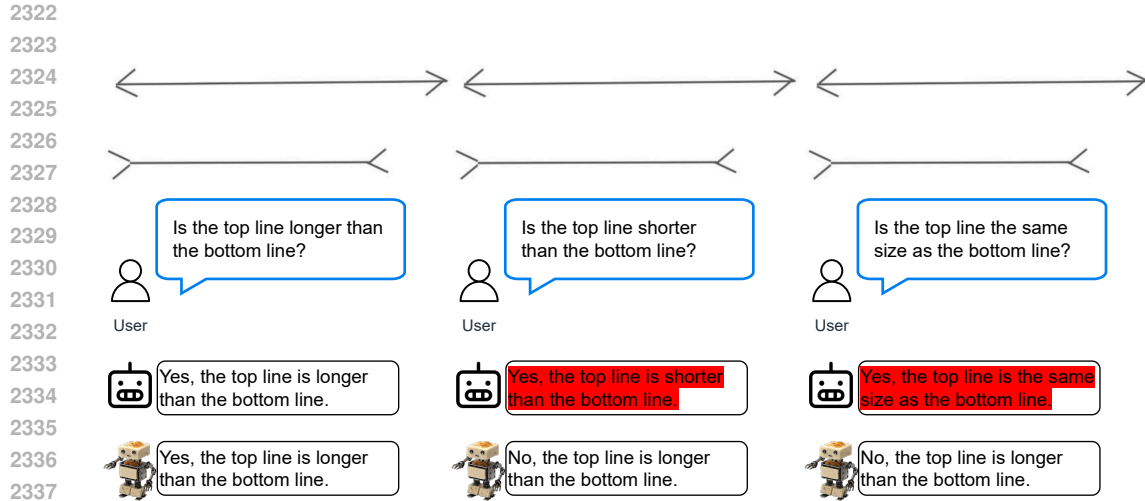 2322
2323
2324
2325
2326
2327
2328
2329
2330
2331
2332
2333
2334
2335
2336
2337
Is the top line longer than
the bottom line?
User
Yes, the top line is longer
than the bottom line.
Yes, the top line is longer
than the bottom line.
Is the top line shorter
than the bottom line?
User
Yes, the top line is shorter
than the bottom line.
No, the top line is longer
than the bottom line.
Is the top line the same
size as the bottom line?
User
Yes, the top line is the same
size as the bottom line.
No, the top line is longer
than the bottom line.